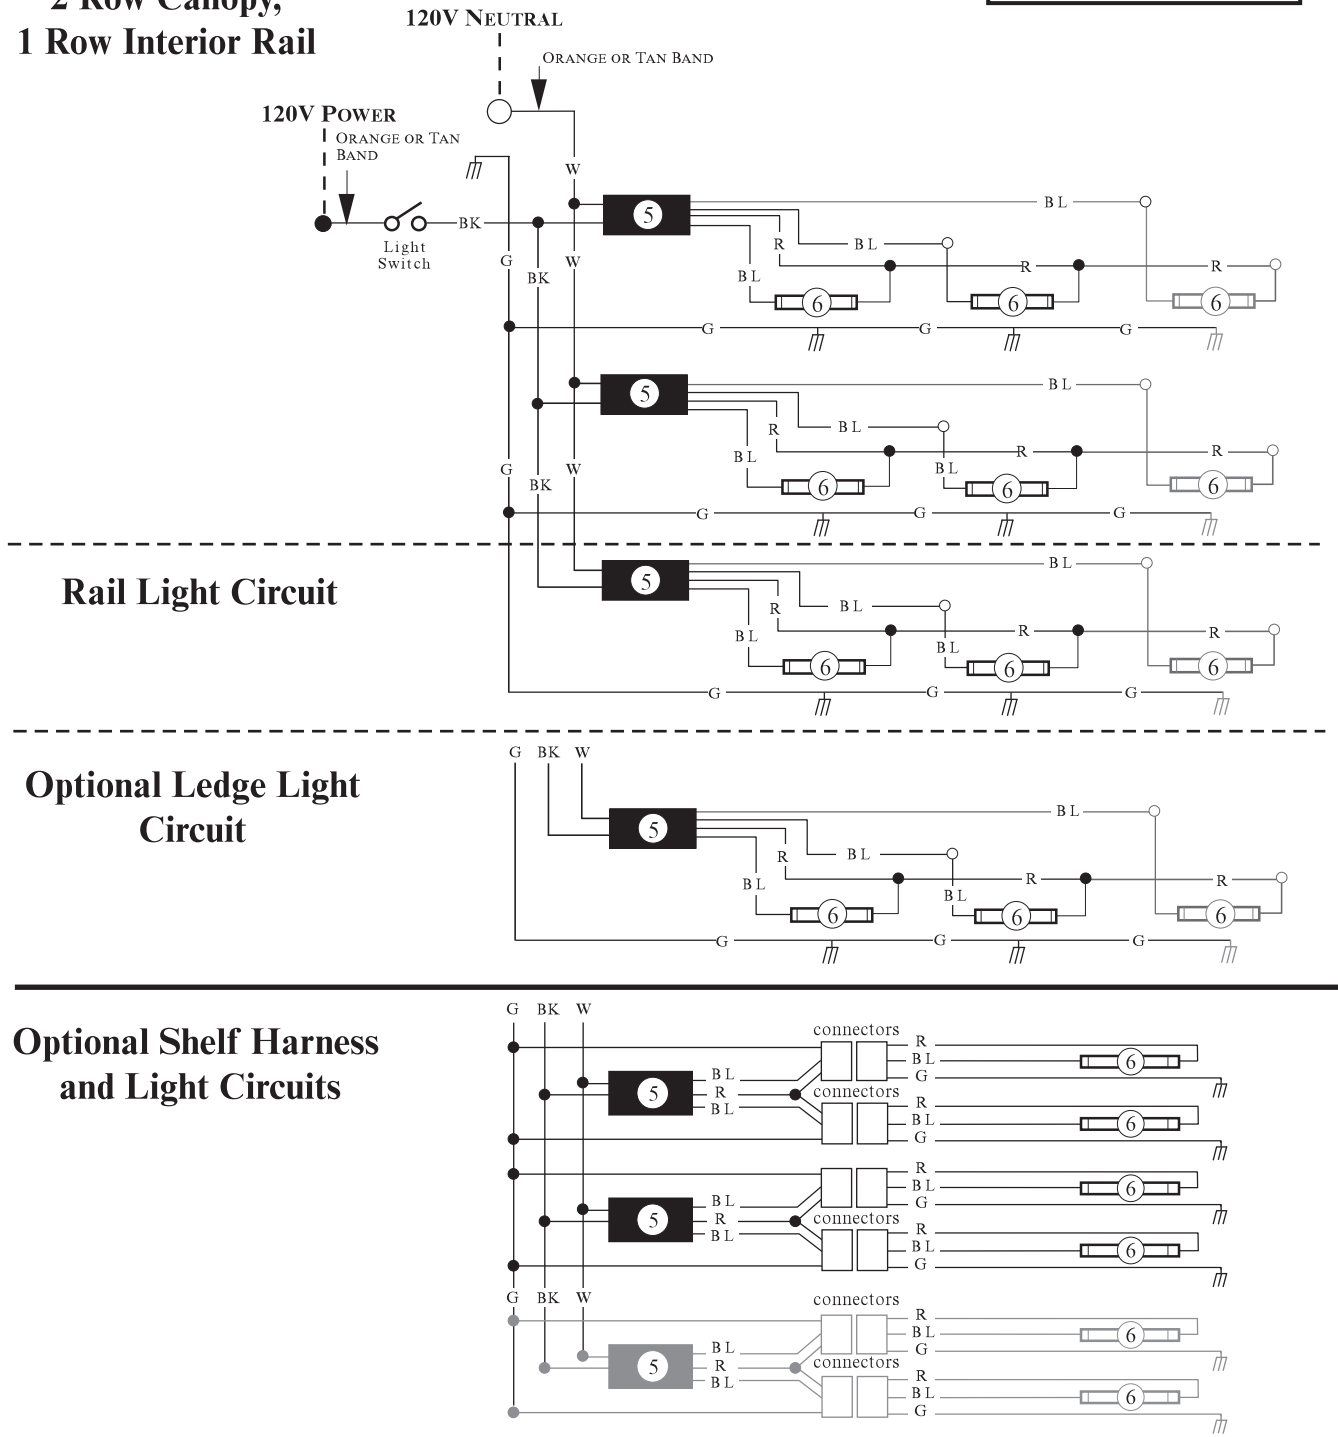 2 Row Canopy,
1 Row Interior Rail
120V NEUTRAL
ORANGE OR TAN BAND
120V POWER
ORANGE OR TAN
BAND
W
BK
Light
Switch
5
BL
R
BL
BL
R
R
6
6
6
G
BK
W
G
G
G
5
BL
R
BL
BL
BL
R
R
6
6
6
G
BK
W
G
G
G
Rail Light Circuit
5
BL
R
BL
BL
BL
R
R
6
6
6
G
G
G
Optional Ledge Light
Circuit
G BK W
5
BL
R
BL
BL
BL
R
R
6
6
6
G
G
G
Optional Shelf Harness
and Light Circuits
G BK W
connectors
R
BL
G
6
5
BL
R
BL
connectors
R
BL
G
6
R
BL
G
6
5
BL
R
BL
connectors
R
BL
G
6
G BK W
connectors
R
BL
G
6
5
BL
R
BL
connectors
R
BL
G
6